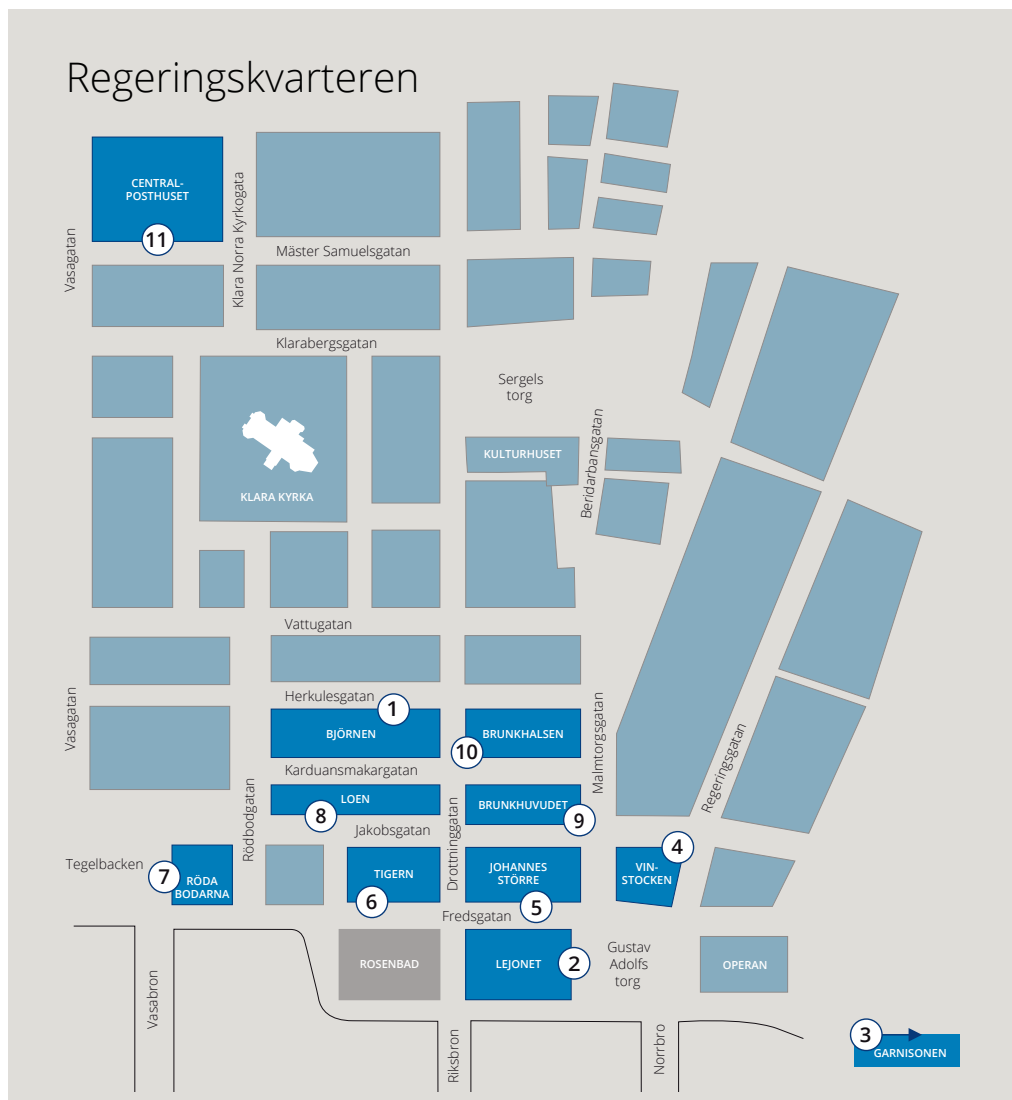 Regeringskvarteren
CENTRAL-
POSTHUSET
11
Vasagatan
Klara Norra Kyrkogata
Mäster Samuelsgatan
Klarabergsgatan
Sergels
torg
KULTURHUSET
Beridarbansgatan
KLARA KYRKA
Vattugatan
Herkulesgatan
1
BJÖRNEN
BRUNKHALSEN
10
Vasagatan
Malmtorgsgatan
Regeringsgatan
Karduansmakargatan
LOEN
8
BRUNKHUVUDET
9
Rödbodgatan
Jakobsgatan
Drottninggatan
Tegelbacken
7
RÖDA
BODARNA
TIGERN
6
JOHANNES
STÖRRE
5
4
VIN-
STOCKEN
Fredsgatan
ROSENBAD
LEJONET
2
Gustav
Adolfs
torg
OPERAN
Vasabron
Riksbron
Norrbro
3
GARNISONEN